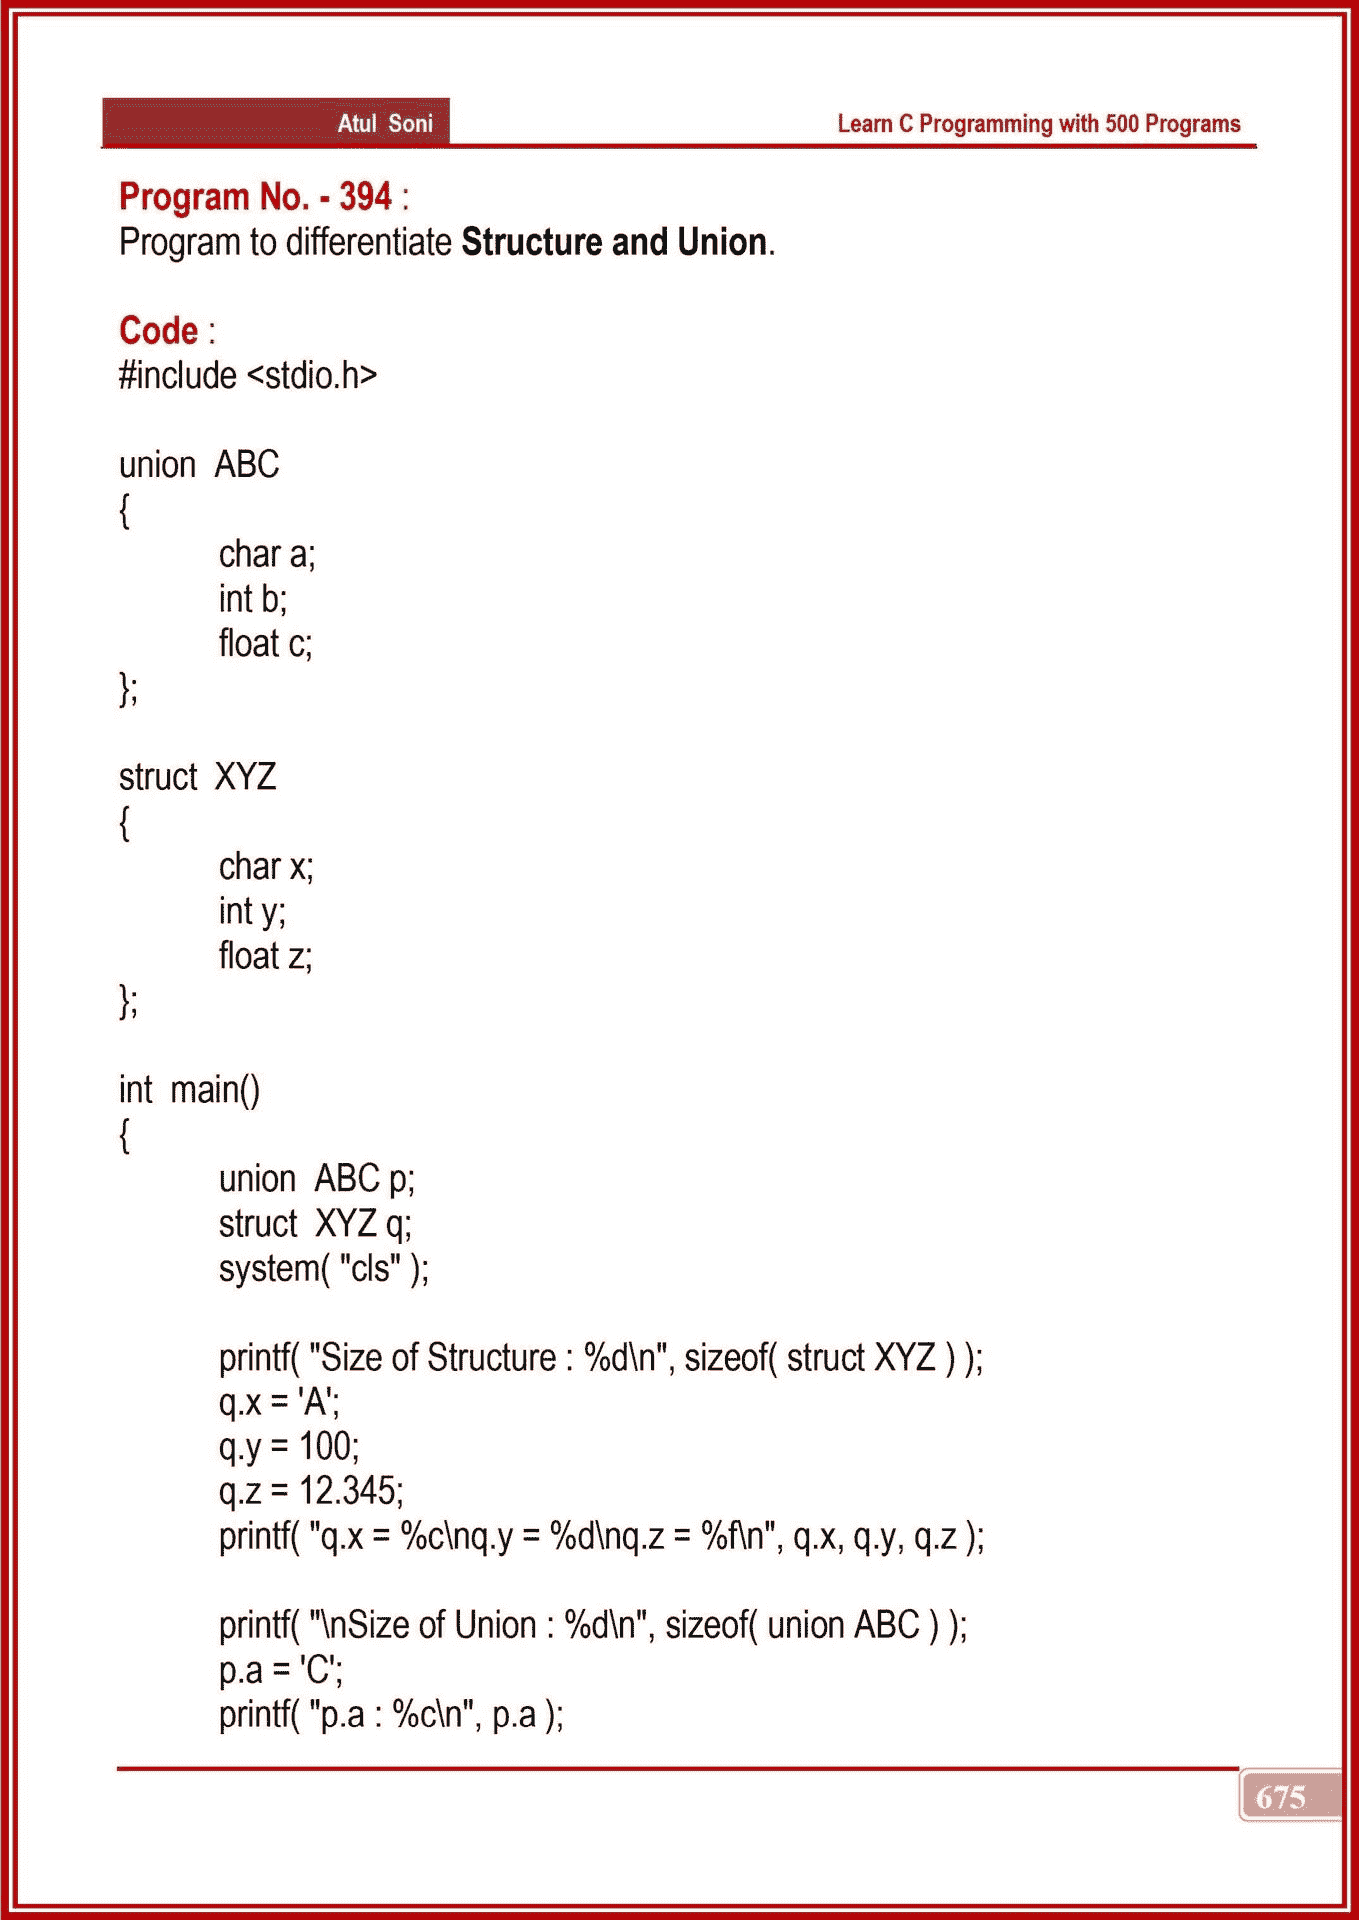 Atul Soni
Learn C Programming with 500 Programs
Program No. - 394 :
Program to differentiate Structure and Union.
Code :
#include <stdio.h>
union ABC
{
char a;
int b;
float c;
};
struct XYZ
{
char x;
int y;
float z;
};
int main()
{
union ABC p;
struct XYZ q;
system( "cls" );
printf( "Size of Structure : %d\n", sizeof( struct XYZ ) );
q.x = 'A';
q.y = 100;
q.z = 12.345;
printf( "q.x = %c\nq.y = %d\nq.z = %f\n", q.x, q.y, q.z );
printf( "\nSize of Union : %d\n", sizeof( union ABC ) );
p.a = 'C';
printf( "p.a : %c\n", p.a );
675